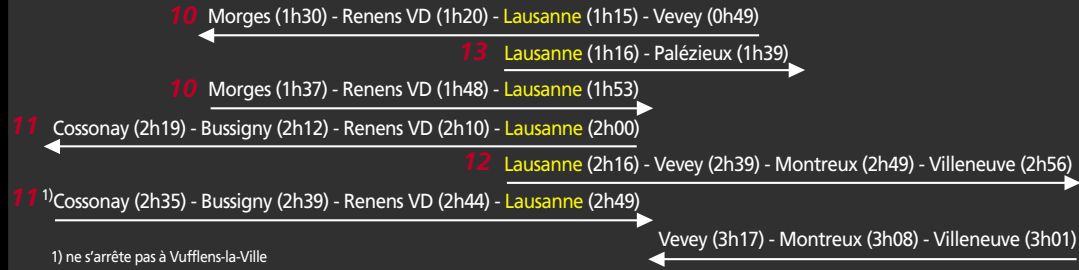 10 Morges (1h30) - Renens VD (1h20) - Lausanne (1h15) - Vevey (0h49)
13 Lausanne (1h16) - Palézieux (1h39)
10 Morges (1h37) - Renens VD (1h48) - Lausanne (1h53)
11 Cossonay (2h19) - Bussigny (2h12) - Renens VD (2h10) - Lausanne (2h00)
12 Lausanne (2h16) - Vevey (2h39) - Montreux (2h49) - Villeneuve (2h56)
11 1)Cossonay (2h35) - Bussigny (2h39) - Renens VD (2h44) - Lausanne (2h49)
Vevey (3h17) - Montreux (3h08) - Villeneuve (3h01)
1) ne s'arrête pas à Vufflens-la-Ville